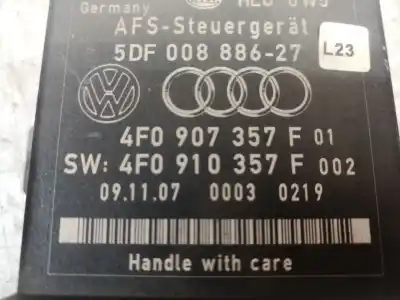 Germany
AFS-Steuergerät
5DF 008 886-27
L23
4F0 907 357 F 01
SW: 4F0 910 357 F 002
09.11.07 0003 0219
Handle with care